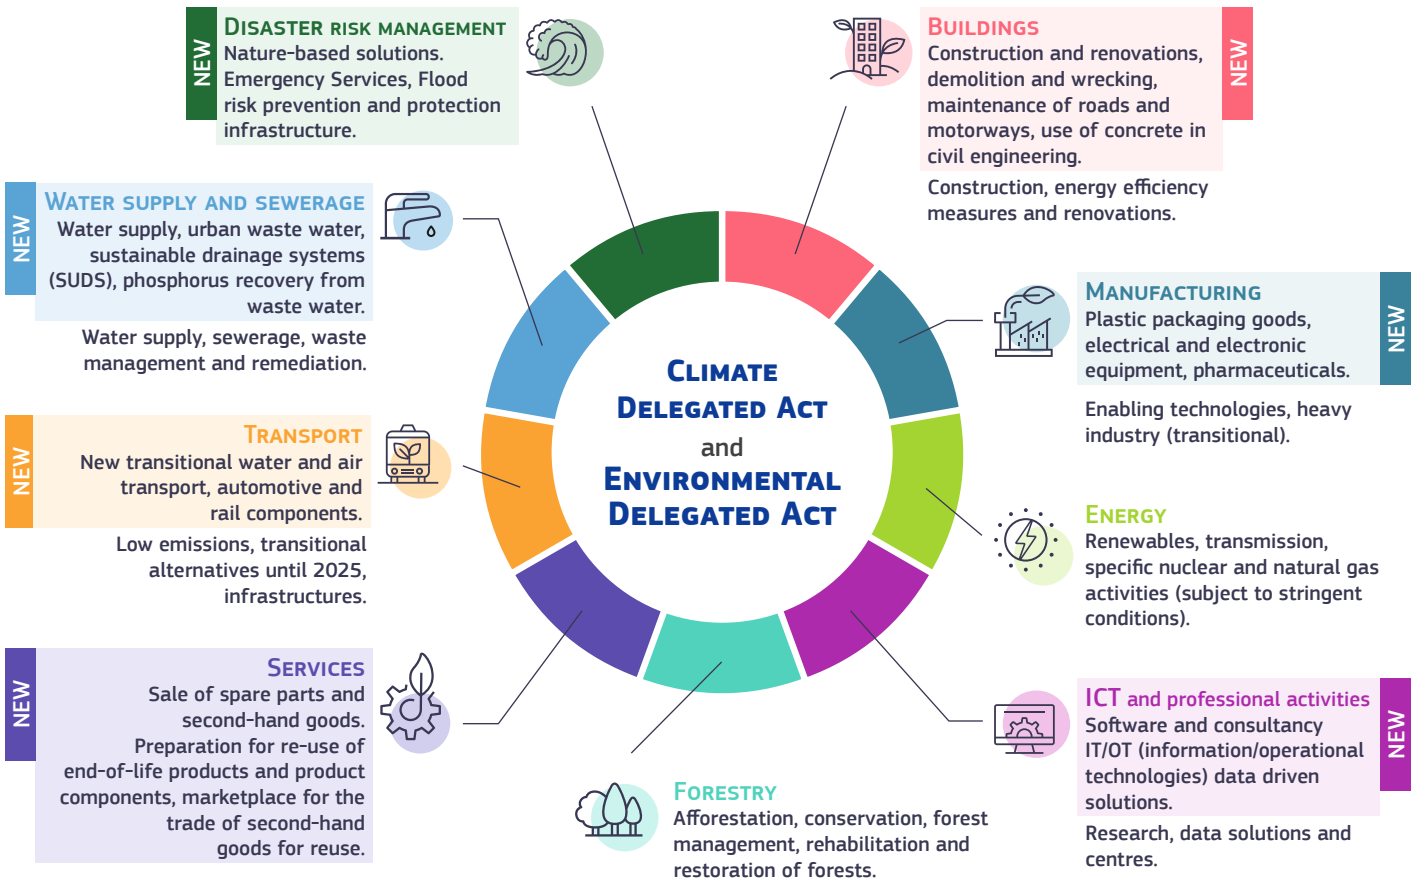 NEW
DISASTER RISK MANAGEMENT
Nature-based solutions.
Emergency Services, Flood
risk prevention and protection
infrastructure.
BUILDINGS
Construction and renovations,
demolition and wrecking,
maintenance of roads and
motorways, use of concrete in
civil engineering.
NEW
Construction, energy efficiency
measures and renovations.
NEW
WATER SUPPLY AND SEWERAGE
Water supply, urban waste water,
sustainable drainage systems
(SUDS), phosphorus recovery from
waste water.
Water supply, sewerage, waste
management and remediation.
MANUFACTURING
Plastic packaging goods,
electrical and electronic
equipment, pharmaceuticals.
NEW
Enabling technologies, heavy
industry (transitional).
CLIMATE
DELEGATED ACT
and
ENVIRONMENTAL
DELEGATED ACT
NEW
TRANSPORT
New transitional water and air
transport, automotive and
rail components.
Low emissions, transitional
alternatives until 2025,
infrastructures.
ENERGY
Renewables, transmission,
specific nuclear and natural gas
activities (subject to stringent
conditions).
NEW
SERVICES
Sale of spare parts and
second-hand goods.
Preparation for re-use of
end-of-life products and product
components, marketplace for the
trade of second-hand
goods for reuse.
ICT and professional activities
Software and consultancy
IT/OT (information/operational
technologies) data driven
solutions.
NEW
Research, data solutions and
centres.
FORESTRY
Afforestation, conservation, forest
management, rehabilitation and
restoration of forests.